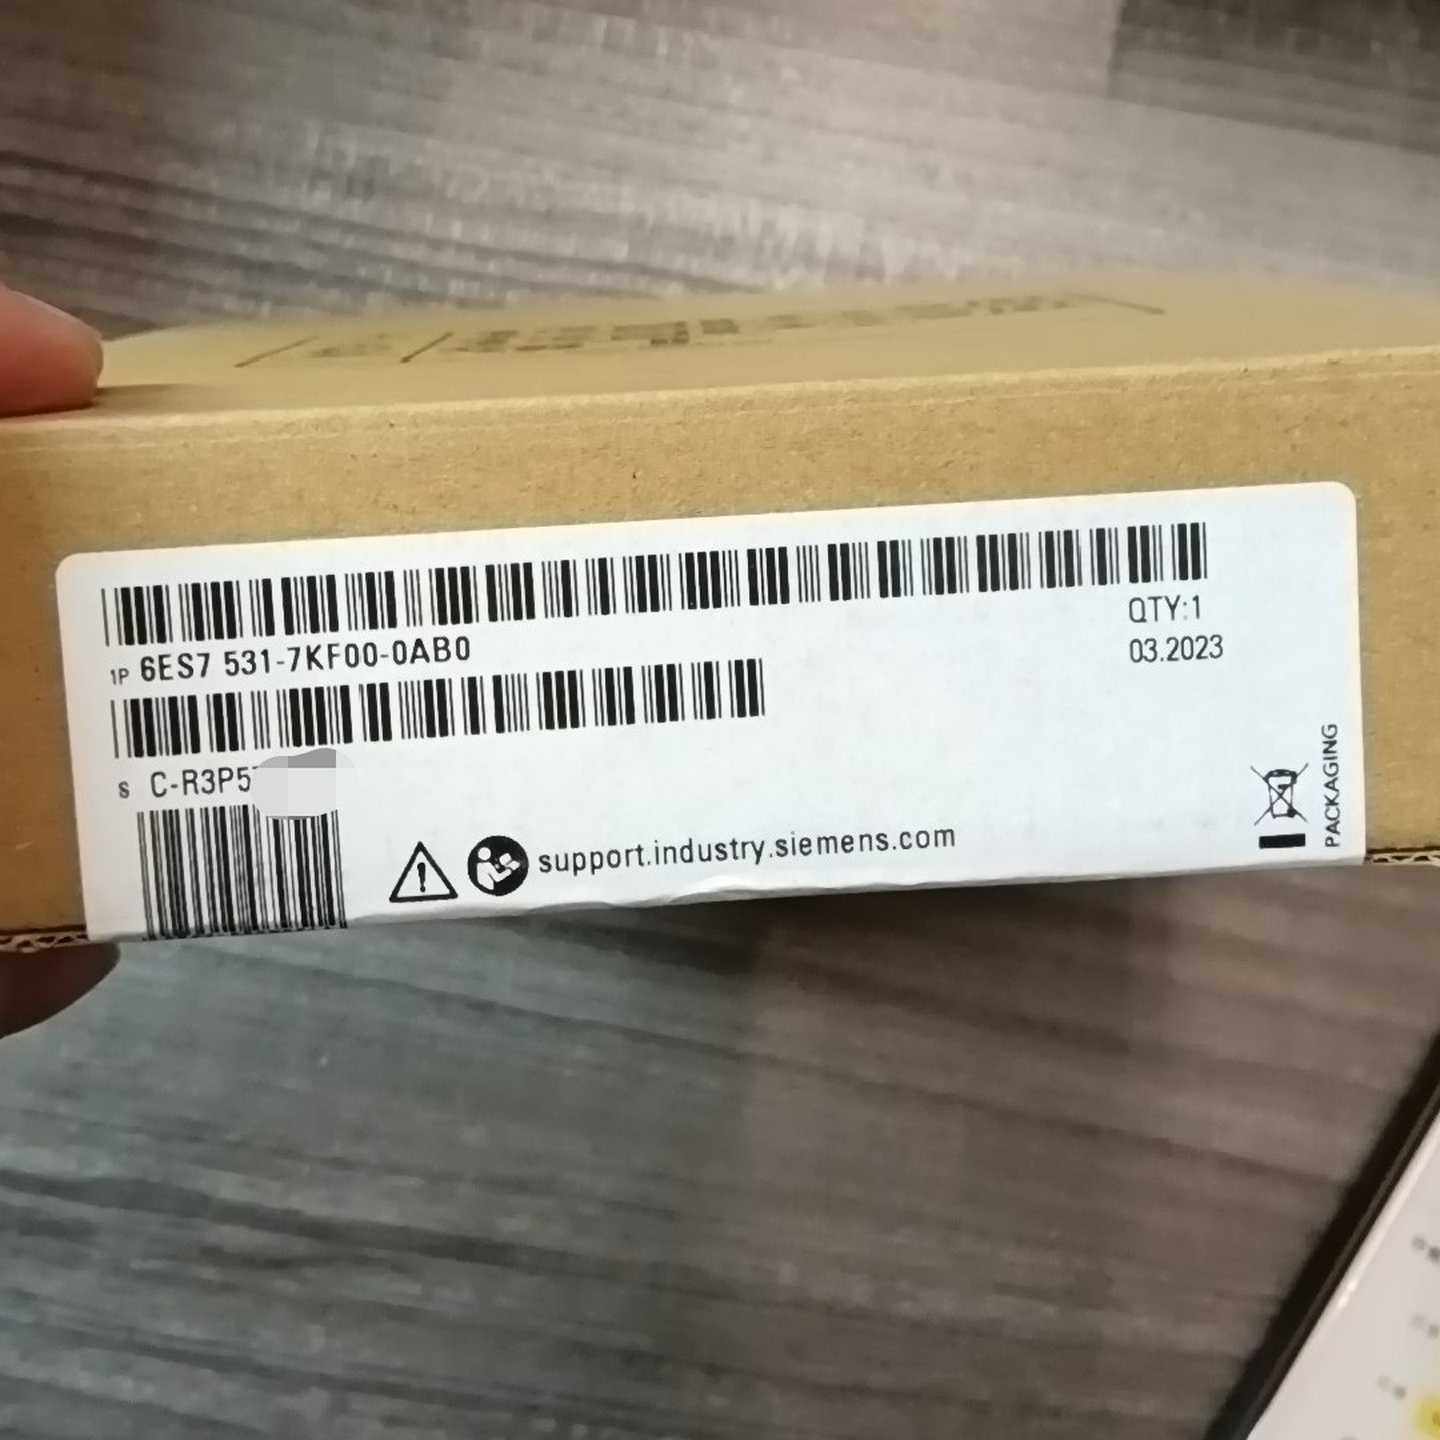 1P 6ES7 531-7KF00-0AB0
QTY:1
03.2023
S C-R3P5
support.industry.siemens.com
PACKAGING